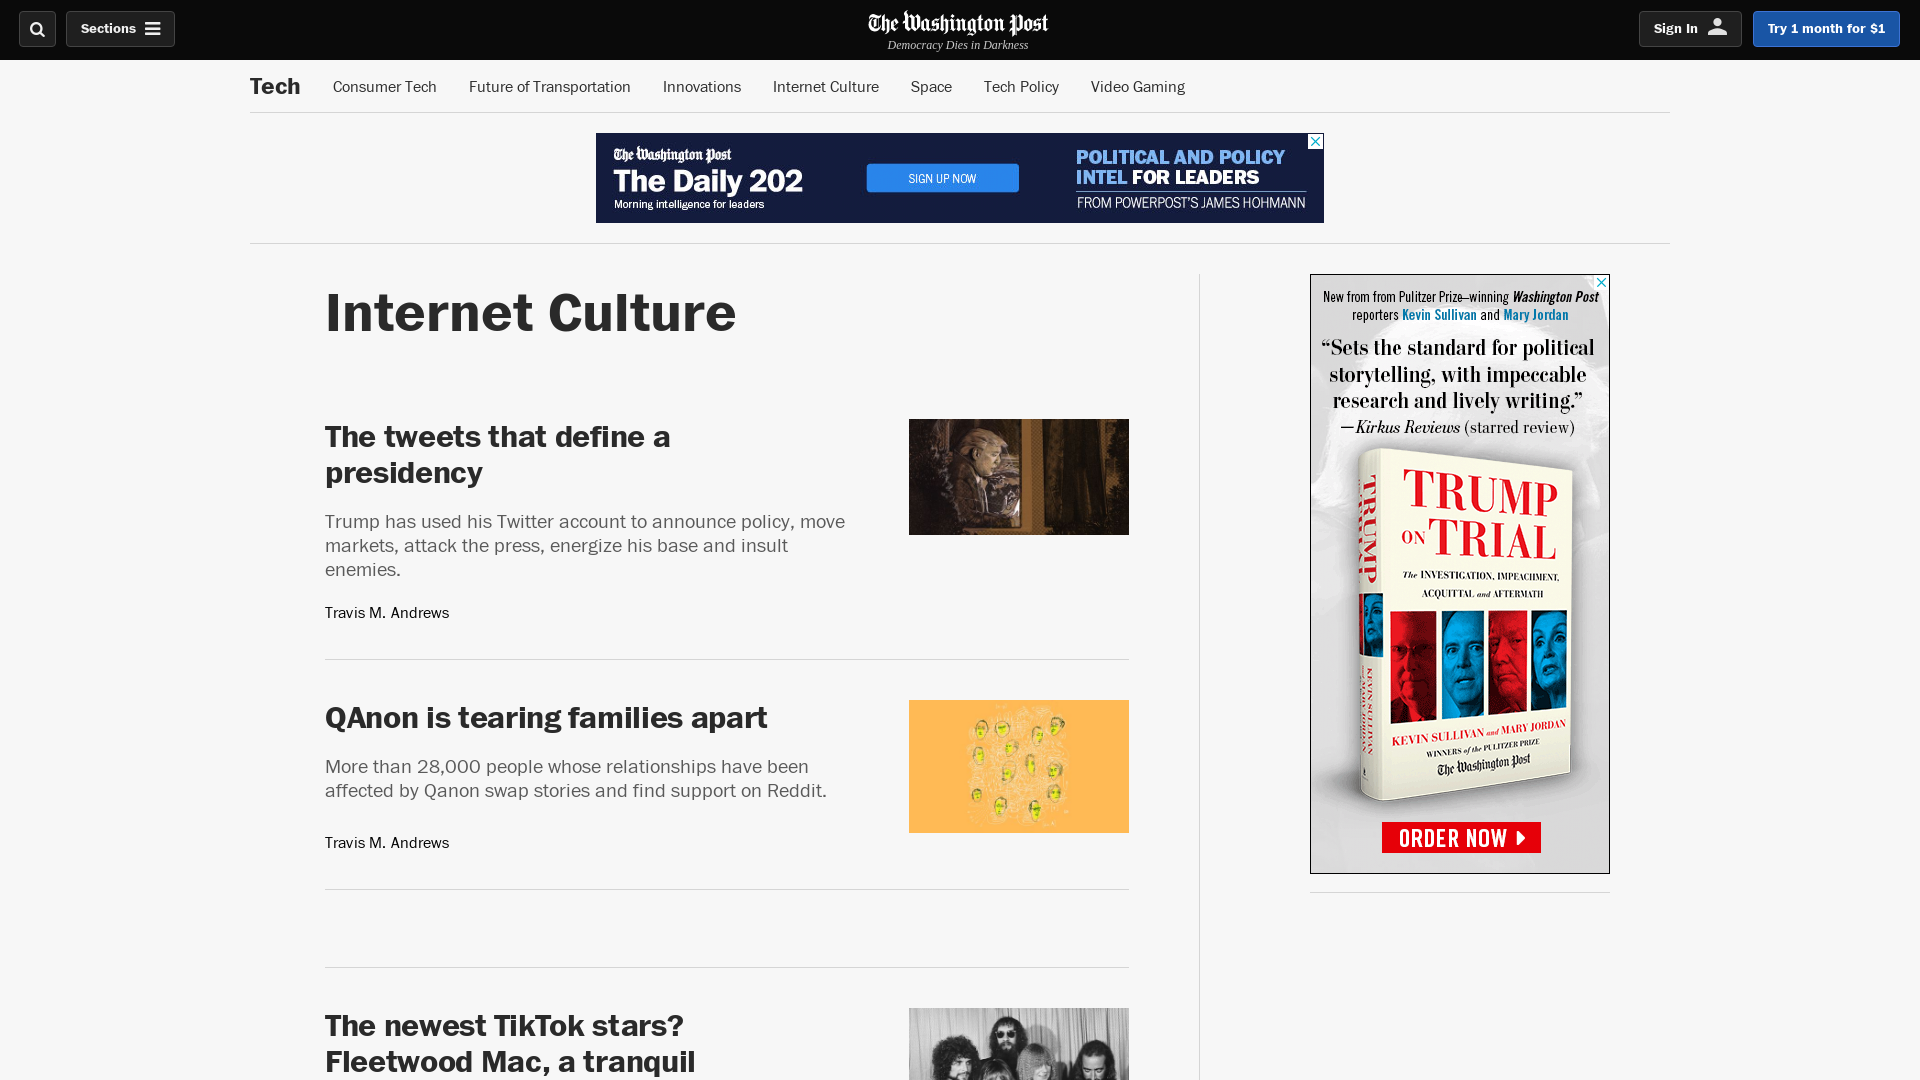 Sections
The Washington Post
Democracy Dies in Darkness
Sign In
Try 1 month for $1
Tech
Consumer Tech
Future of Transportation
Innovations
Internet Culture
Space
Tech Policy
Video Gaming
The Washington Post
The Daily 202
Morning intelligence for leaders
SIGN UP NOW
POLITICAL AND POLICY
INTEL FOR LEADERS
FROM POWERPOST'S JAMES HOHMANN
Internet Culture
The tweets that define a
presidency
Trump has used his Twitter account to announce policy, move
markets, attack the press, energize his base and insult
enemies.
Travis M. Andrews
QAnon is tearing families apart
More than 28,000 people whose relationships have been
affected by Qanon swap stories and find support on Reddit.
Travis M. Andrews
The newest TikTok stars?
Fleetwood Mac, a tranquil
New from from Pulitzer Prize–winning Washington Post
reporters Kevin Sullivan and Mary Jordan
“Sets the standard for political
storytelling, with impeccable
research and lively writing.”
—Kirkus Reviews (starred review)
TRUMP
ON TRIAL
The INVESTIGATION, IMPEACHMENT,
ACQUITTAL and AFTERMATH
KEVIN SULLIVAN and MARY JORDAN
WINNERS of the PULITZER PRIZE
The Washington Post
TRUMP
KEVIN SULLIVAN
MARY JORDAN
ORDER NOW